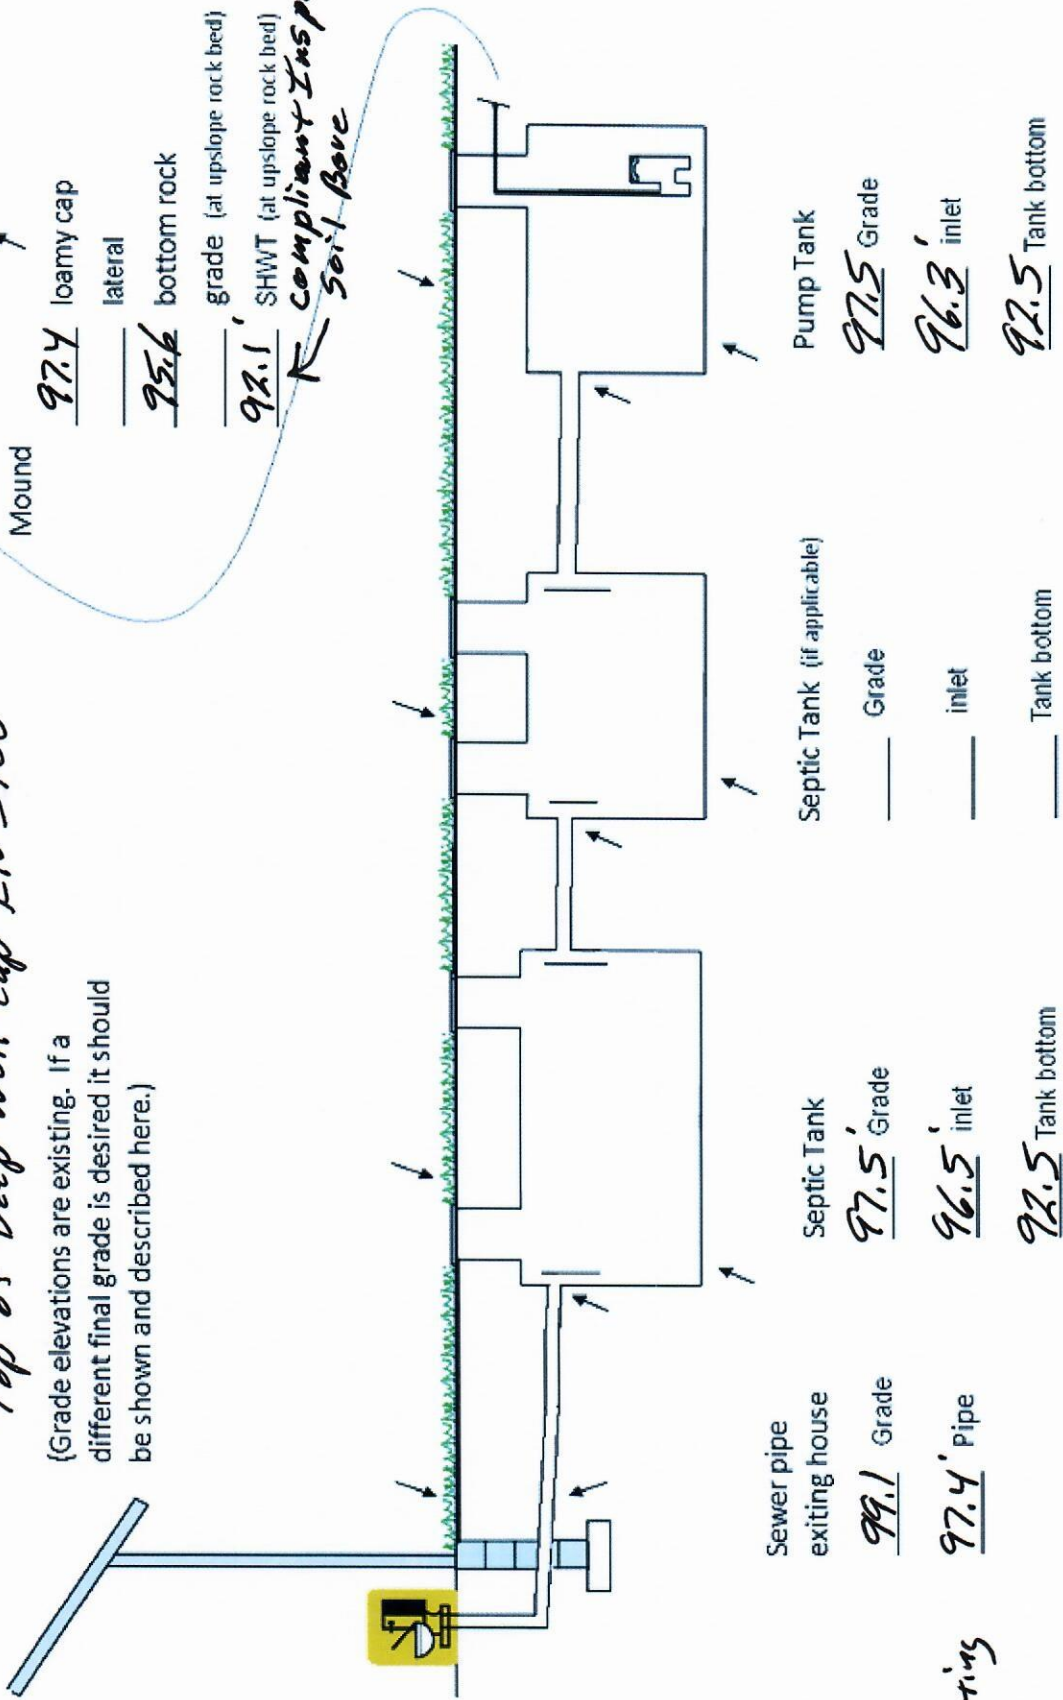 Top of Deep well cap
(Grade elevations are existing. If a
different final grade is desired it should
be shown and described here.)
Mound
97.4 loamy cap
lateral
95.6 bottom rock
grade (at upslope rock bed)
92.1' SHWT (at upslope rock bed)
compliant Insp
Soil Bore
Sewer pipe
exiting house
99.1 Grade
97.4' Pipe
Septic Tank
97.5' Grade
96.5' inlet
92.5 Tank bottom
Septic Tank (if applicable)
Grade
inlet
Tank bottom
Pump Tank
97.5 Grade
96.3' inlet
92.5 Tank bottom
ting